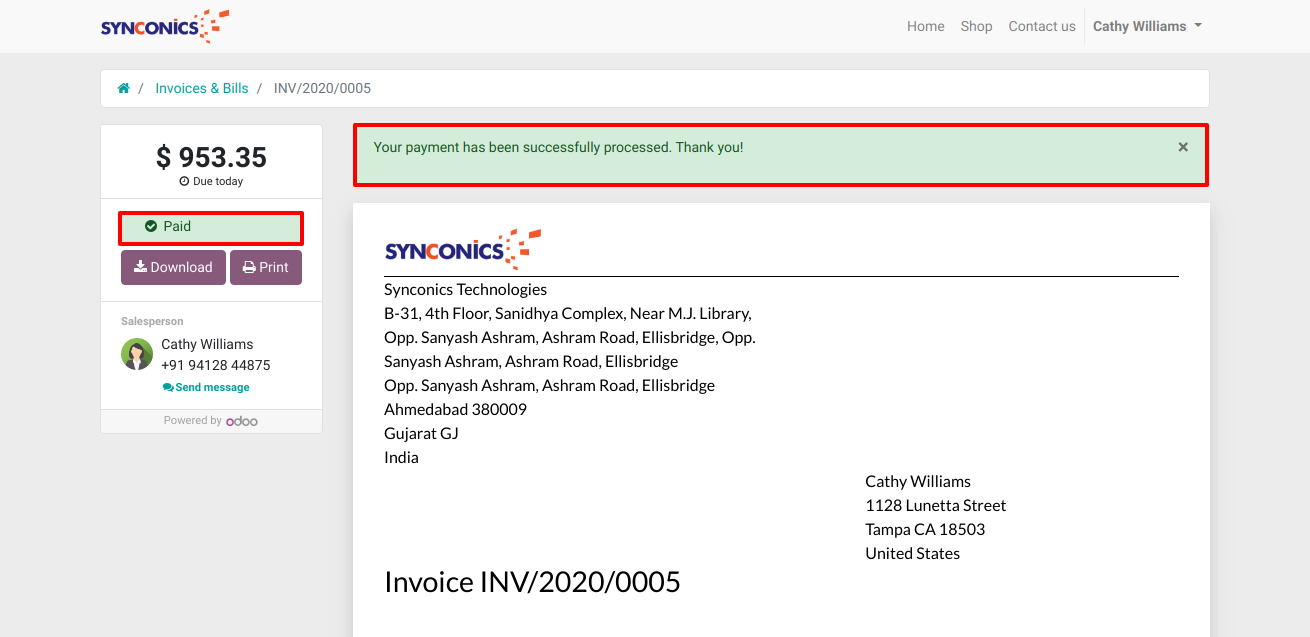 SYNCONICS
Home Shop Contact us Cathy Williams
/ Invoices & Bills / INV/2020/0005
$ 953.35
Due today
Paid
Download Print
Salesperson
Cathy Williams
+91 94128 44875
Send message
Powered by odoo
Your payment has been successfully processed. Thank you! ×
SYNCONICS
Synconics Technologies
B-31, 4th Floor, Sanidhya Complex, Near M.J. Library,
Opp. Sanyash Ashram, Ashram Road, Ellisbridge, Opp.
Sanyash Ashram, Ashram Road, Ellisbridge
Opp. Sanyash Ashram, Ashram Road, Ellisbridge
Ahmedabad 380009
Gujarat GJ
India
Cathy Williams
1128 Lunetta Street
Tampa CA 18503
United States
Invoice INV/2020/0005